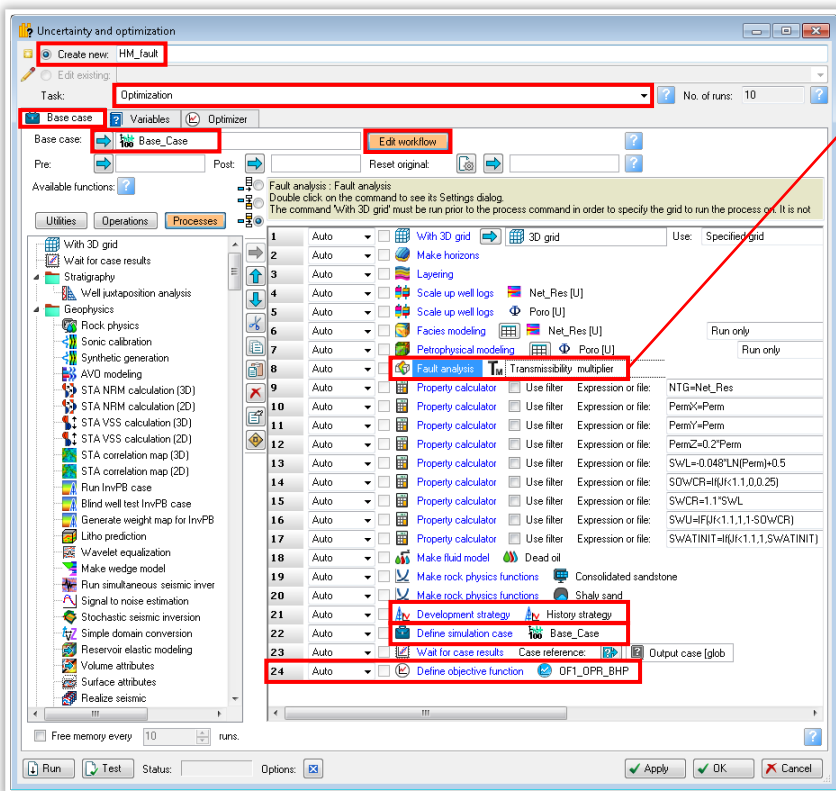 Uncertainty and optimization
Create new: HM_fault
Edit existing:
Task: Optimization No. of runs: 10
Base case Variables Optimizer
Base case: Base_Case Edit workflow
Pre: Post: Reset original:
Available functions:
Fault analysis : Fault analysis
Double click on the command to see its Settings dialog.
The command 'With 3D grid' must be run prior to the process command in order to specify the grid to run the process on. It is not
Utilities Operations Processes
With 3D grid
Wait for case results
Stratigraphy
Well juxtaposition analysis
Geophysics
Rock physics
Sonic calibration
Synthetic generation
AVO modeling
STA NRM calculation (3D)
STA NRM calculation (2D)
STA VSS calculation (3D)
STA VSS calculation (2D)
STA correlation map (3D)
STA correlation map (2D)
Run InvPB case
Blind well test InvPB case
Generate weight map for InvPB
Litho prediction
Wavelet equalization
Make wedge model
Run simultaneous seismic inver
Signal to noise estimation
Stochastic seismic inversion
Simple domain conversion
Reservoir elastic modeling
Volume attributes
Surface attributes
Realize seismic
1 Auto With 3D grid 3D grid Use: Specified grid
2 Auto Make horizons
3 Auto Layering
4 Auto Scale up well logs Net_Res [U]
5 Auto Scale up well logs Poro [U]
6 Auto Facies modeling Net_Res [U] Run only
7 Auto Petrophysical modeling Poro [U] Run only
8 Auto Fault analysis TM Transmissibility multiplier
9 Auto Property calculator Use filter Expression or file: NTG=Net_Res
10 Auto Property calculator Use filter Expression or file: PermX=Perm
11 Auto Property calculator Use filter Expression or file: PermY=Perm
12 Auto Property calculator Use filter Expression or file: PermZ=0.2*Perm
13 Auto Property calculator Use filter Expression or file: SWL=-0.048*LN(Perm)+0.5
14 Auto Property calculator Use filter Expression or file: SOWCR=If(Jf<1.1,0,0.25)
15 Auto Property calculator Use filter Expression or file: SWCR=1.1*SWL
16 Auto Property calculator Use filter Expression or file: SWU=IF(Jf<1.1,1,1-SOWCR)
17 Auto Property calculator Use filter Expression or file: SWATINIT=If(Jf<1.1,1,SWATINIT)
18 Auto Make fluid model Dead oil
19 Auto Make rock physics functions Consolidated sandstone
20 Auto Make rock physics functions Shaly sand
21 Auto Development strategy History strategy
22 Auto Define simulation case Base_Case
23 Auto Wait for case results Case reference: Output case [glob
24 Auto Define objective function OF1_OPR_BHP
Free memory every 10 runs.
Run Test Status: Options: Apply OK Cancel